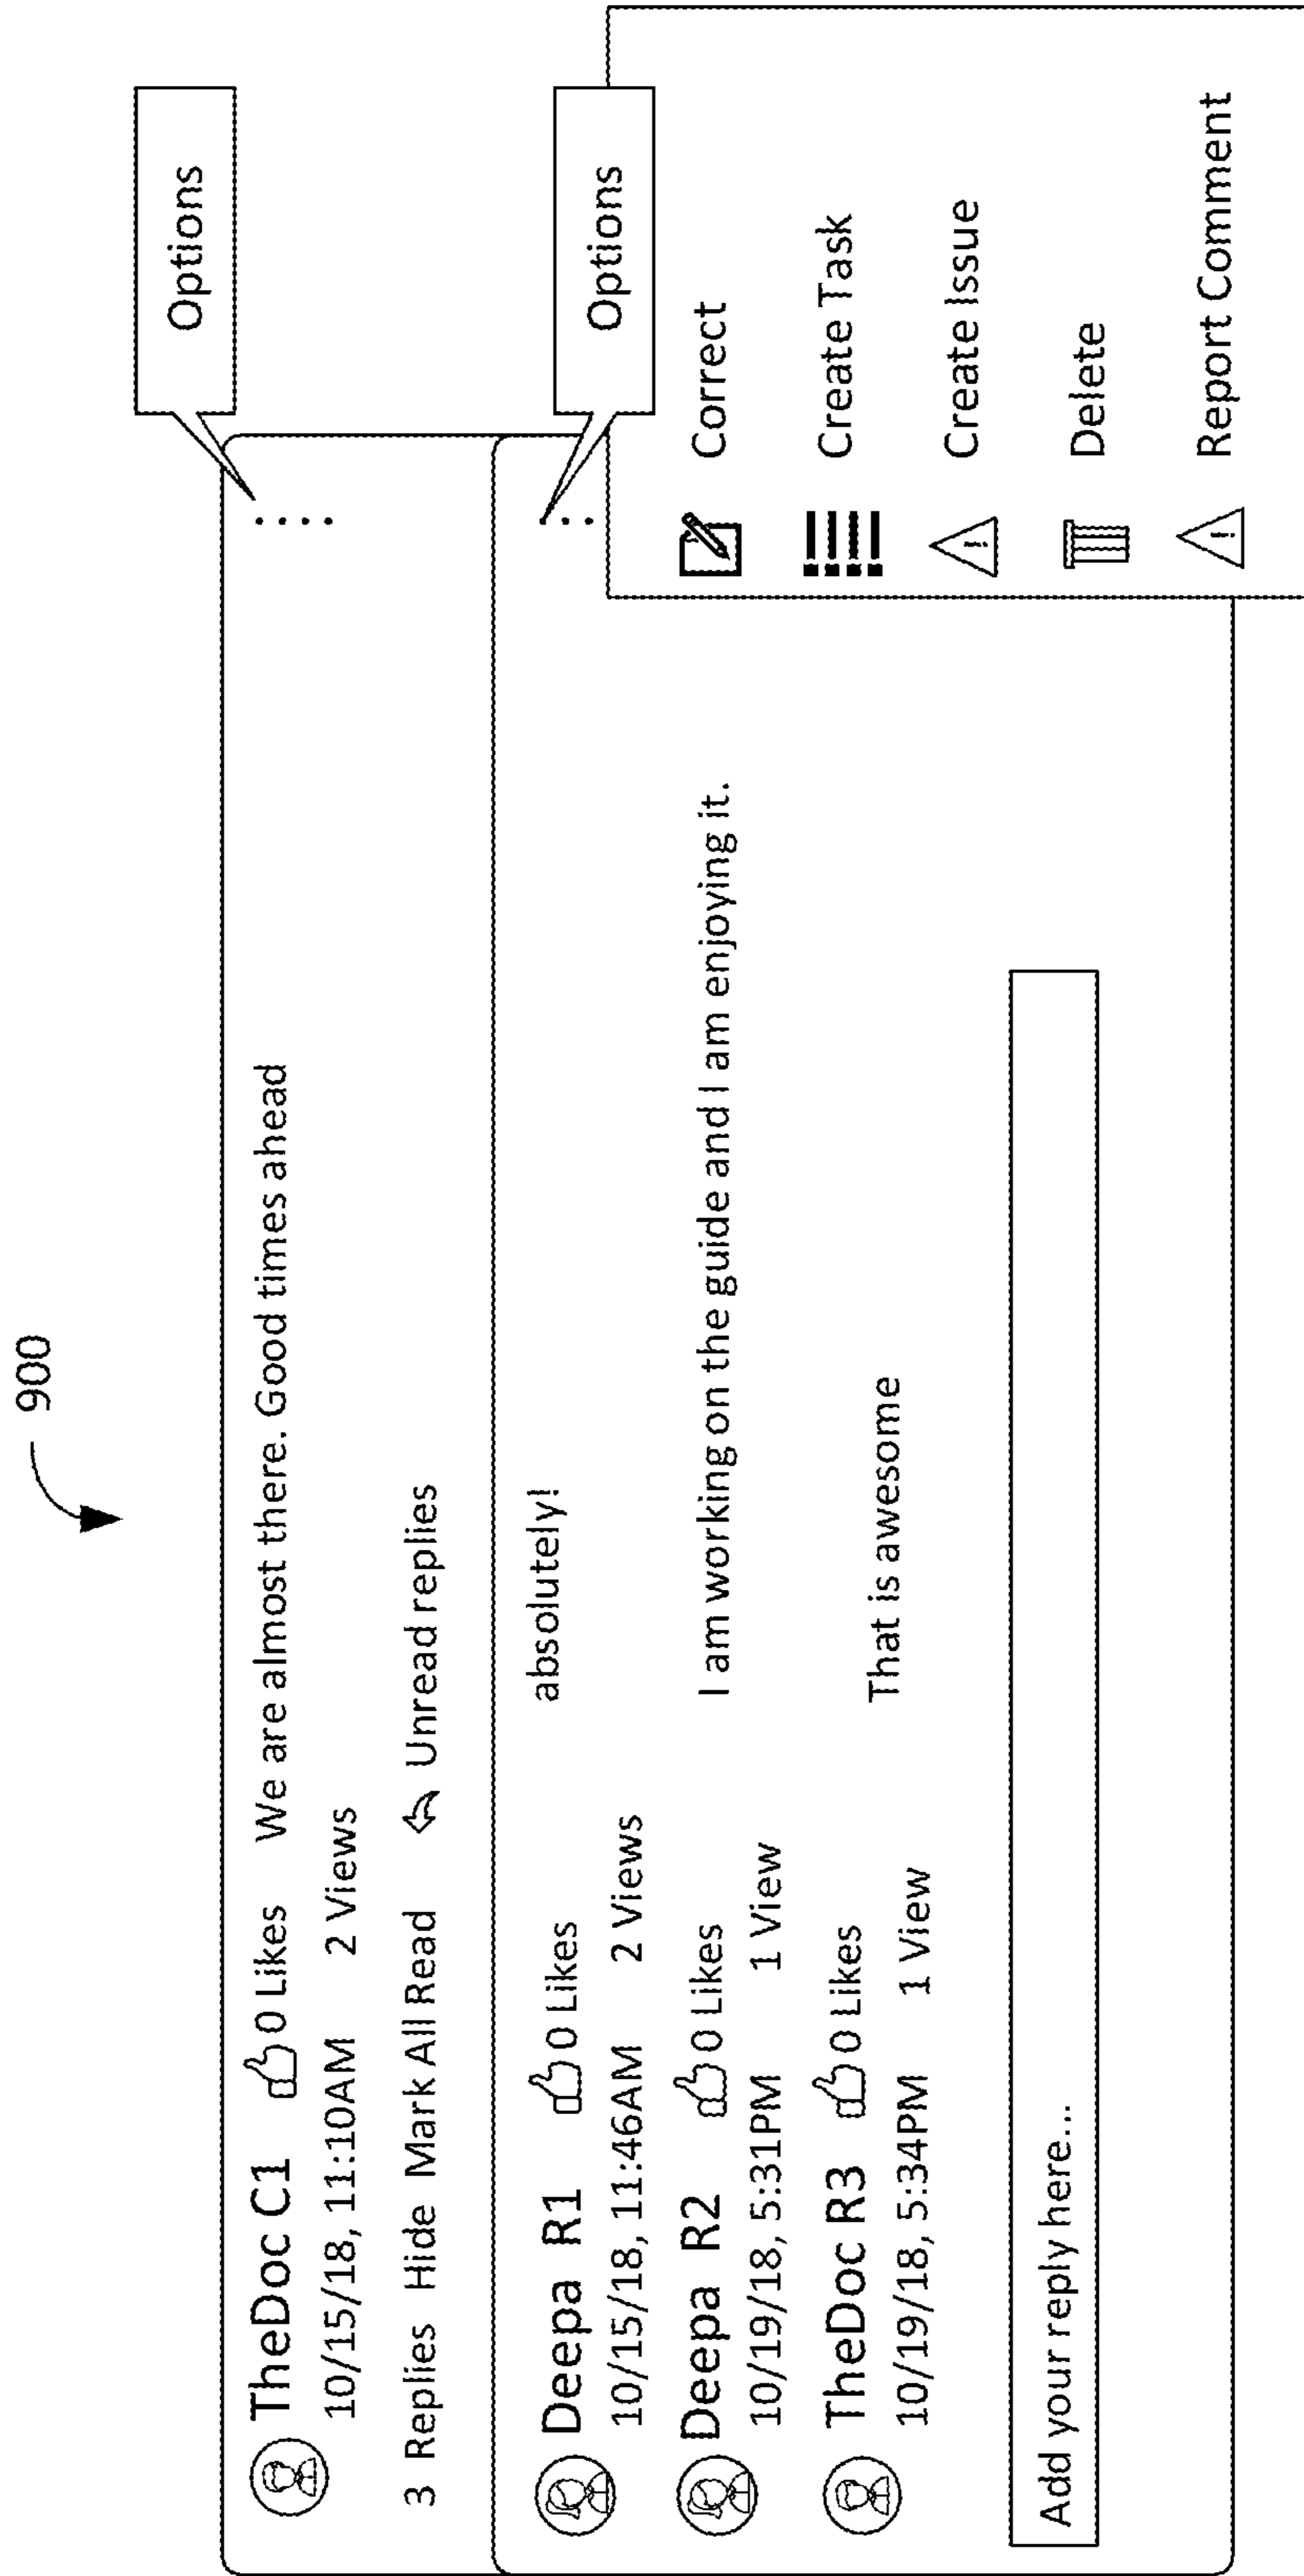 900
Options
TheDoc C1 0 Likes We are almost there. Good times ahead
10/15/18, 11:10AM 2 Views
3 Replies Hide Mark All Read Unread replies
Options
Deepa R1 0 Likes absolutely!
10/15/18, 11:46AM 2 Views
Deepa R2 0 Likes I am working on the guide and I am enjoying it.
10/19/18, 5:31PM 1 View
TheDoc R3 0 Likes That is awesome
10/19/18, 5:34PM 1 View
Add your reply here...
Correct
Create Task
Create Issue
Delete
Report Comment